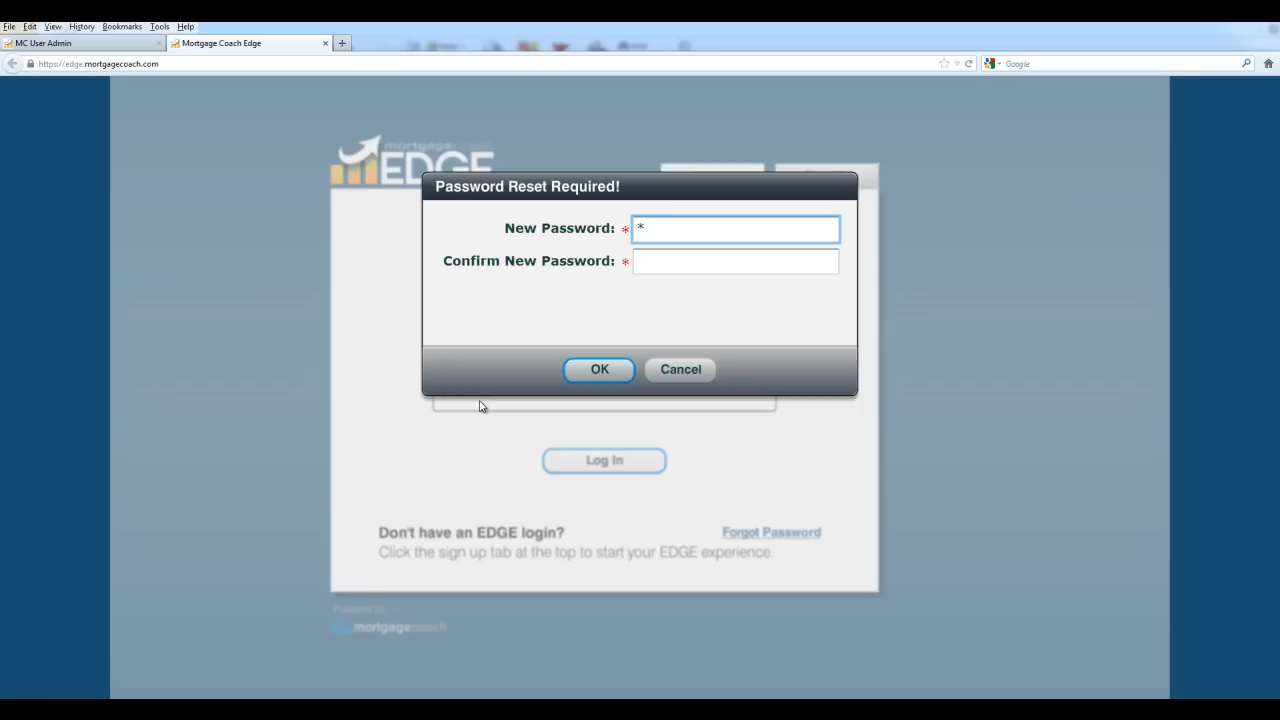 File Edit View History Bookmarks Tools Help
MC User Admin
Mortgage Coach Edge
https://edge.mortgagecoach.com
Google
mortgage
EDGE
Password Reset Required!
New Password: * *
Confirm New Password: *
OK Cancel
Log In
Don't have an EDGE login? Forgot Password
Click the sign up tab at the top to start your EDGE experience.
Powered by
mortgagecoach